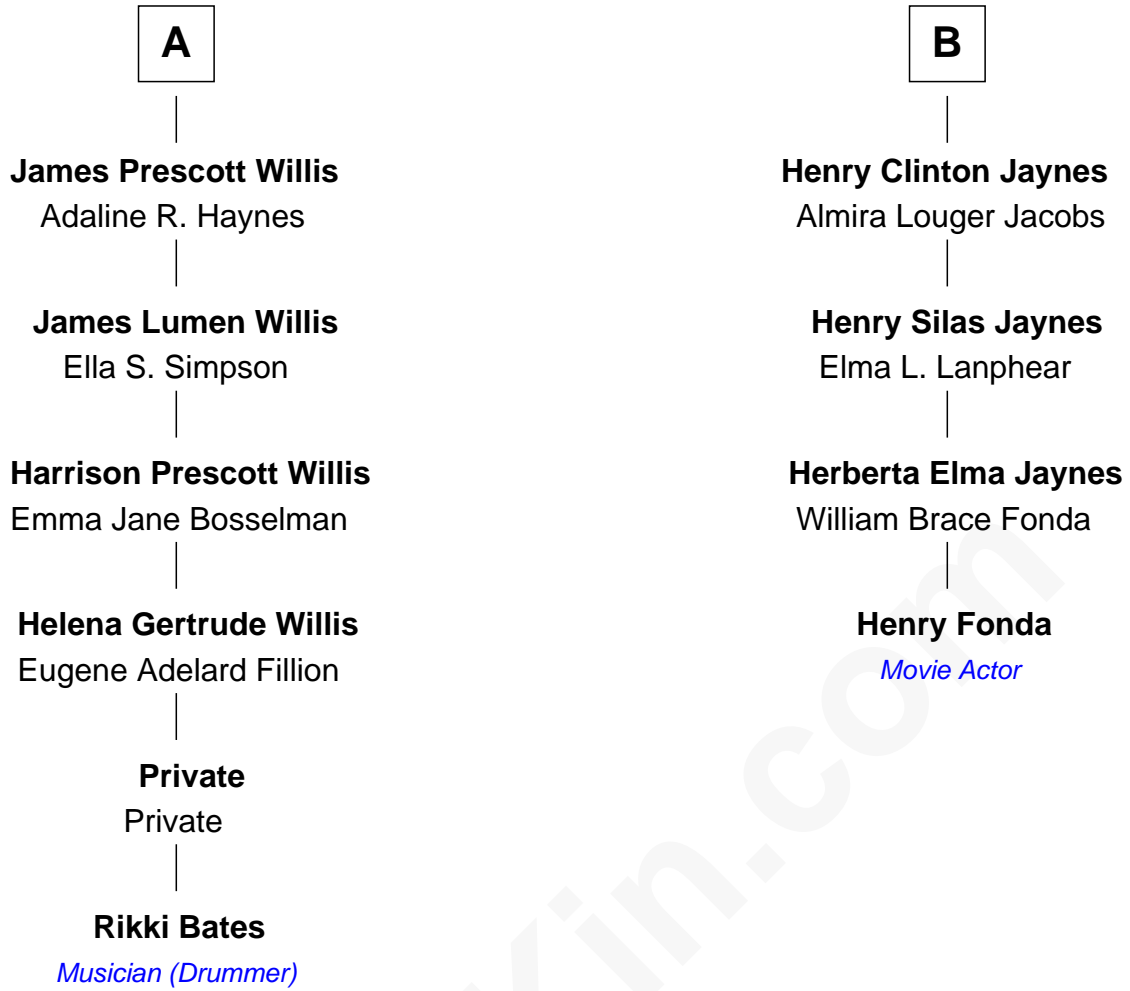 A
B
James Prescott Willis
Adaline R. Haynes
Henry Clinton Jaynes
Almira Louger Jacobs
James Lumen Willis
Ella S. Simpson
Henry Silas Jaynes
Elma L. Lanphear
Harrison Prescott Willis
Emma Jane Bosselman
Herberta Elma Jaynes
William Brace Fonda
Helena Gertrude Willis
Eugene Adelard Fillion
Henry Fonda
Movie Actor
Private
Private
Rikki Bates
Musician (Drummer)